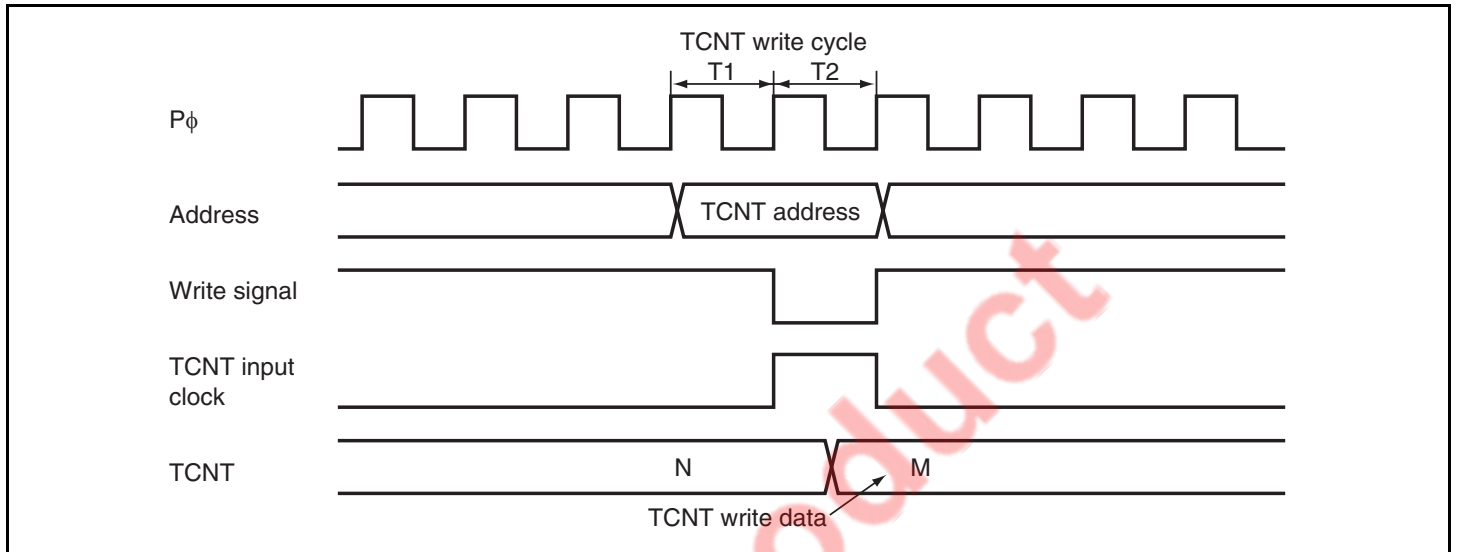 TCNT write cycle
T1 T2
Pϕ
Address
TCNT address
Write signal
TCNT input
clock
TCNT
N
M
TCNT write data